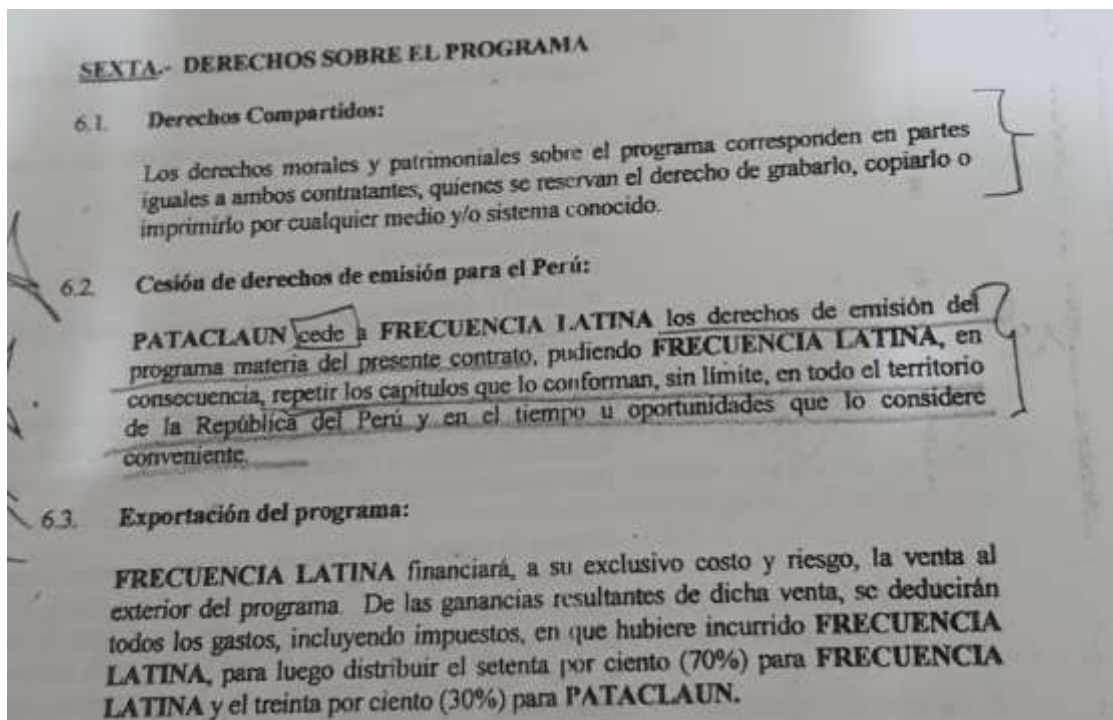 SEXTA.- DERECHOS SOBRE EL PROGRAMA
6.1. Derechos Compartidos:
Los derechos morales y patrimoniales sobre el programa corresponden en partes
iguales a ambos contratantes, quienes se reservan el derecho de grabarlo, copiarlo o
imprimirlo por cualquier medio y/o sistema conocido.
6.2. Cesión de derechos de emisión para el Perú:
PATACLAUN cede a FRECUENCIA LATINA los derechos de emisión del
programa materia del presente contrato, pudiendo FRECUENCIA LATINA, en
consecuencia, repetir los capítulos que lo conforman, sin límite, en todo el territorio
de la República del Perú y en el tiempo u oportunidades que lo considere
conveniente.
6.3. Exportación del programa:
FRECUENCIA LATINA financiará, a su exclusivo costo y riesgo, la venta al
exterior del programa. De las ganancias resultantes de dicha venta, se deducirán
todos los gastos, incluyendo impuestos, en que hubiere incurrido FRECUENCIA
LATINA, para luego distribuir el setenta por ciento (70%) para FRECUENCIA
LATINA y el treinta por ciento (30%) para PATACLAUN.